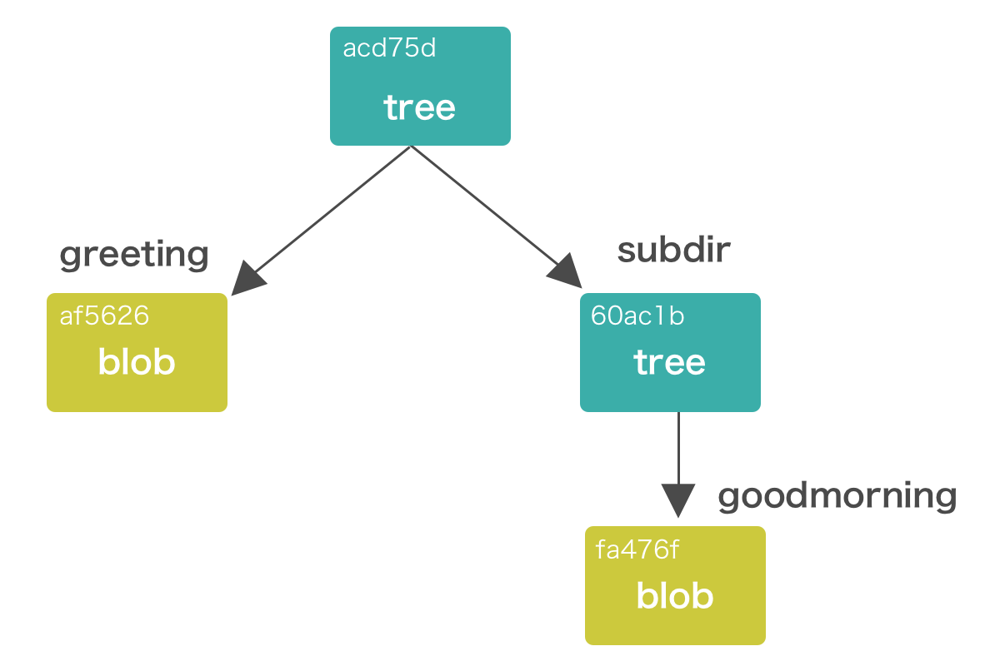 acd75d
tree
greeting
subdir
af5626
blob
60ac1b
tree
goodmorning
fa476f
blob